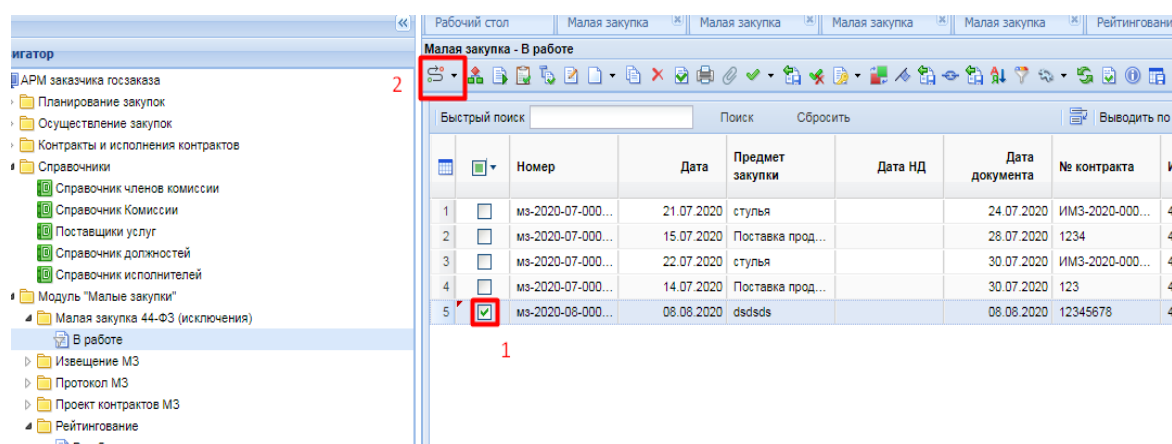 Рабочий стол Малая закупка Малая закупка Малая закупка Малая закупка Рейтингован
игатор
Малая закупка - В работе
АРМ заказчика госзаказа
2
Планирование закупок
Осуществление закупок
Контракты и исполнения контрактов
Справочники
Справочник членов комиссии
Справочник Комиссии
Поставщики услуг
Справочник должностей
Справочник исполнителей
Модуль "Малые закупки"
Малая закупка 44-ФЗ (исключения)
В работе
Извещение МЗ
Протокол МЗ
Проект контрактов МЗ
Рейтингование
Быстрый поиск Поиск Сбросить Выводить по
Номер Дата Предмет закупки Дата НД Дата документа № контракта
1 мз-2020-07-000... 21.07.2020 стулья 24.07.2020 ИМЗ-2020-000... 4
2 мз-2020-07-000... 15.07.2020 Поставка прод... 28.07.2020 1234 4
3 мз-2020-07-000... 22.07.2020 стулья 30.07.2020 ИМЗ-2020-000... 4
4 мз-2020-07-000... 14.07.2020 Поставка прод... 30.07.2020 123 4
5 мз-2020-08-000... 08.08.2020 dsdsds 08.08.2020 12345678 4
1